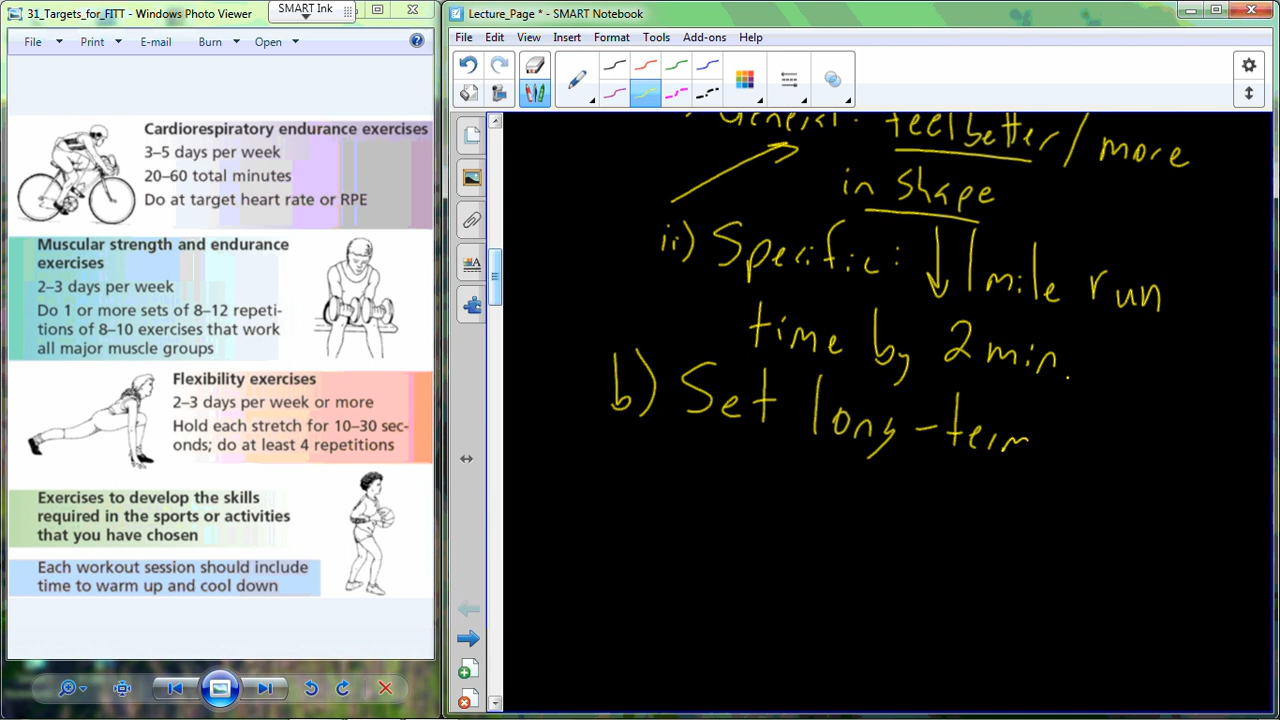 31_Targets_for_FITT - Windows Photo Viewer
SMART Ink
File Print E-mail Burn Open
Cardiorespiratory endurance exercises
3–5 days per week
20–60 total minutes
Do at target heart rate or RPE
Muscular strength and endurance
exercises
2–3 days per week
Do 1 or more sets of 8–12 repeti-
tions of 8–10 exercises that work
all major muscle groups
Flexibility exercises
2–3 days per week or more
Hold each stretch for 10–30 sec-
onds; do at least 4 repetitions
Exercises to develop the skills
required in the sports or activities
that you have chosen
Each workout session should include
time to warm up and cool down
Lecture_Page * - SMART Notebook
File Edit View Insert Format Tools Add-ons Help
General: feel better / more
in shape
ii) Specific: ↓ 1 mile run
time by 2 min.
b) Set long-term